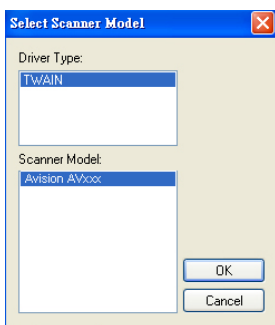 Select Scanner Model
Driver Type:
TWAIN
Scanner Model:
Avision AVxxx
OK
Cancel